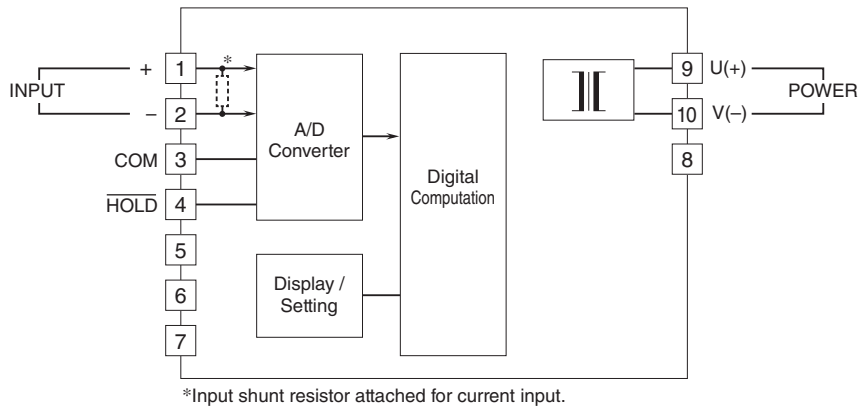 INPUT
+
−
COM
HOLD
1
2
3
4
5
6
7
*
A/D
Converter
Display /
Setting
Digital
Computation
9
10
8
U(+)
V(−)
POWER
*Input shunt resistor attached for current input.